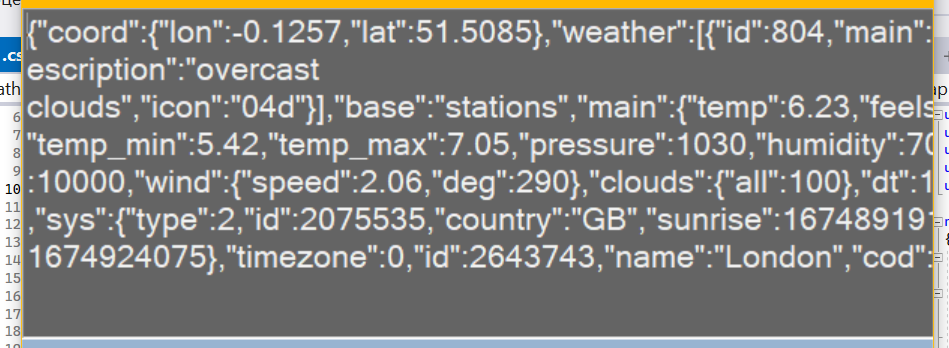 {"coord":{"lon":-0.1257,"lat":51.5085},"weather":[{"id":804,"main":
escription":"overcast
clouds","icon":"04d"}],"base":"stations","main":{"temp":6.23,"feels
"temp_min":5.42,"temp_max":7.05,"pressure":1030,"humidity":70
:10000,"wind":{"speed":2.06,"deg":290},"clouds":{"all":100},"dt":1
,"sys":{"type":2,"id":2075535,"country":"GB","sunrise":167489191
1674924075},"timezone":0,"id":2643743,"name":"London","cod":
.cs
ath
6
7
8
9
10
11
12
13
14
15
16
17
18
19
ap